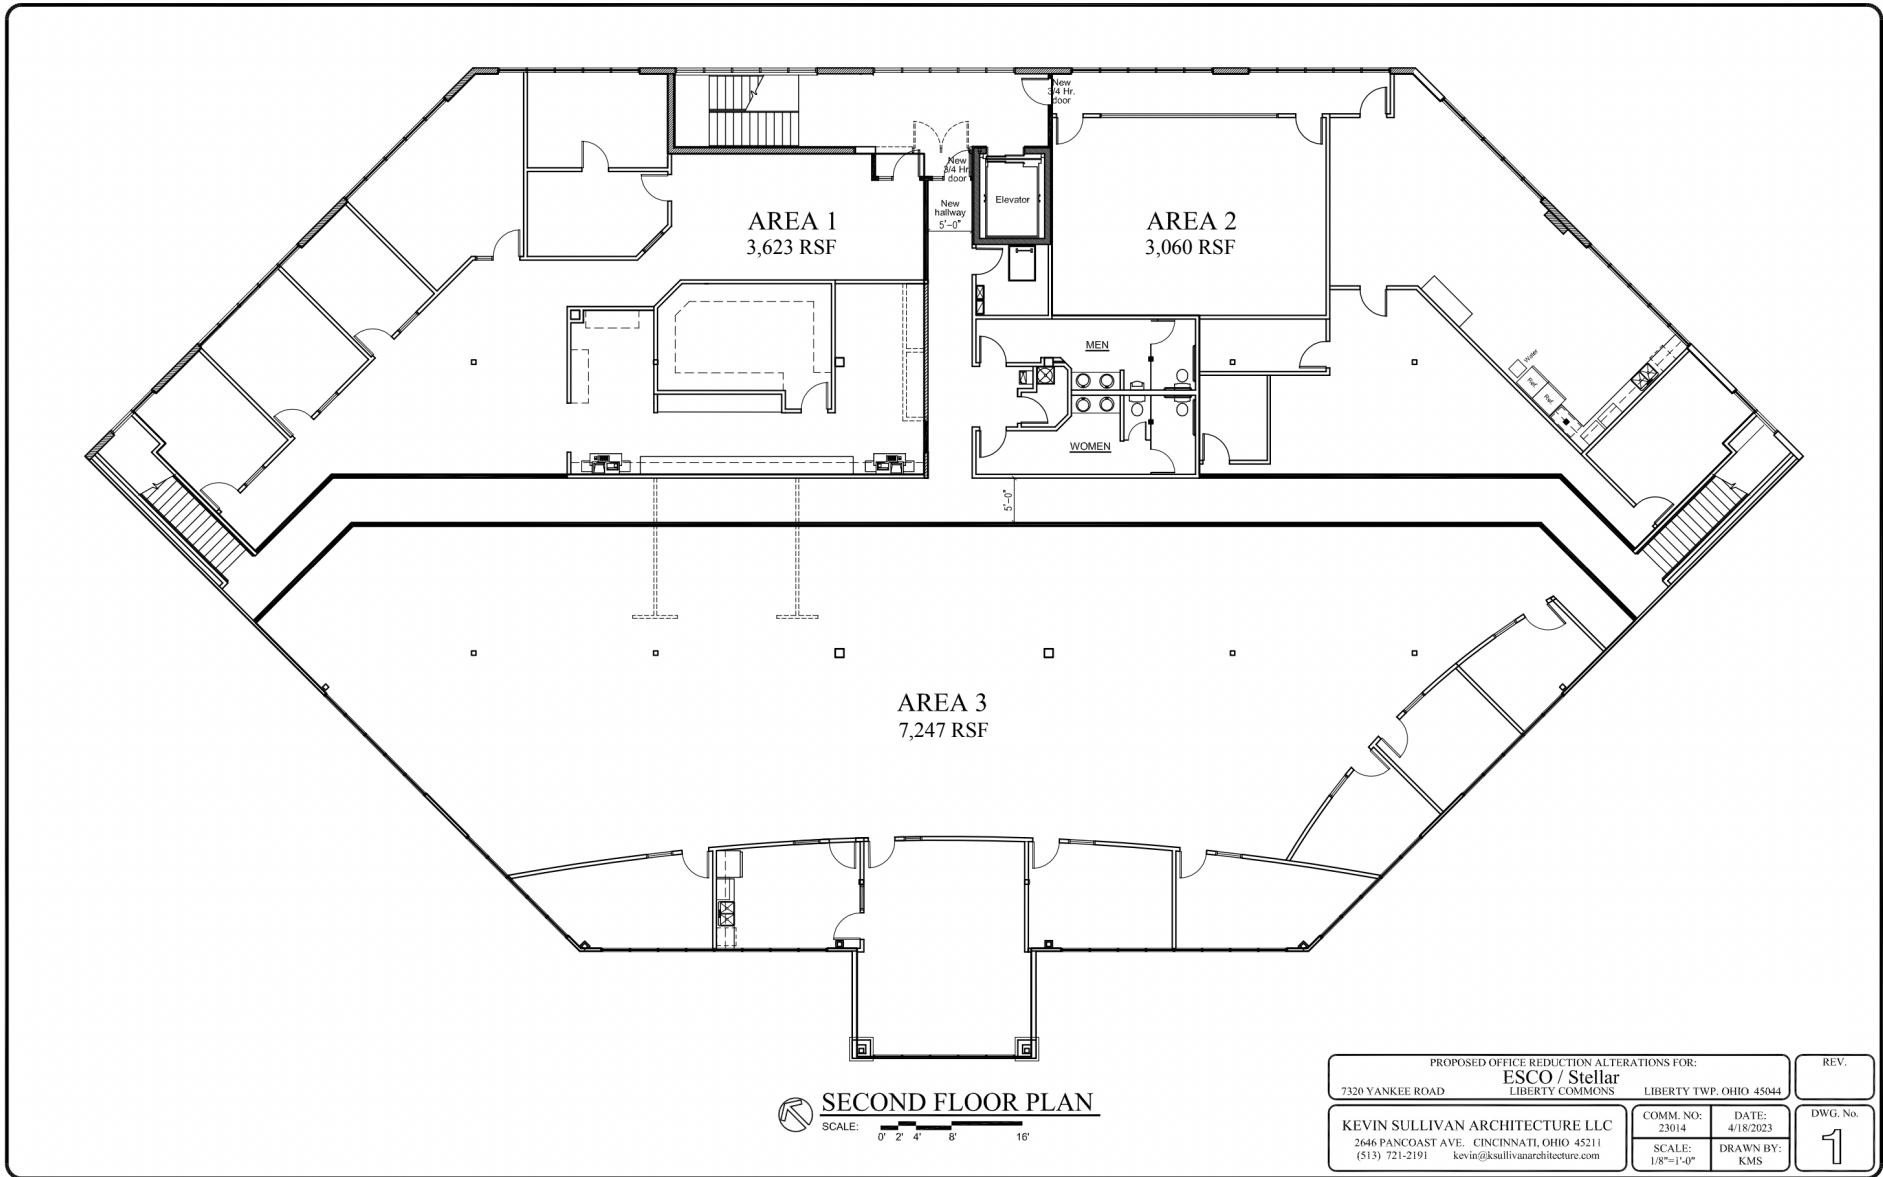 New
3/4 Hr.
door
New
3/4 Hr.
door
New
hallway
5'-0"
Elevator
AREA 1
3,623 RSF
AREA 2
3,060 RSF
MEN
WOMEN
Water
Ref.
Ref.
5'-0"
AREA 3
7,247 RSF
SECOND FLOOR PLAN
SCALE:
0' 2' 4' 8' 16'
PROPOSED OFFICE REDUCTION ALTERATIONS FOR:
ESCO / Stellar
7320 YANKEE ROAD LIBERTY COMMONS LIBERTY TWP. OHIO 45044
REV.
KEVIN SULLIVAN ARCHITECTURE LLC
2646 PANCOAST AVE. CINCINNATI, OHIO 45211
(513) 721-2191 kevin@ksullivanarchitecture.com
COMM. NO:
23014
DATE:
4/18/2023
SCALE:
1/8"=1'-0"
DRAWN BY:
KMS
DWG. No.
1